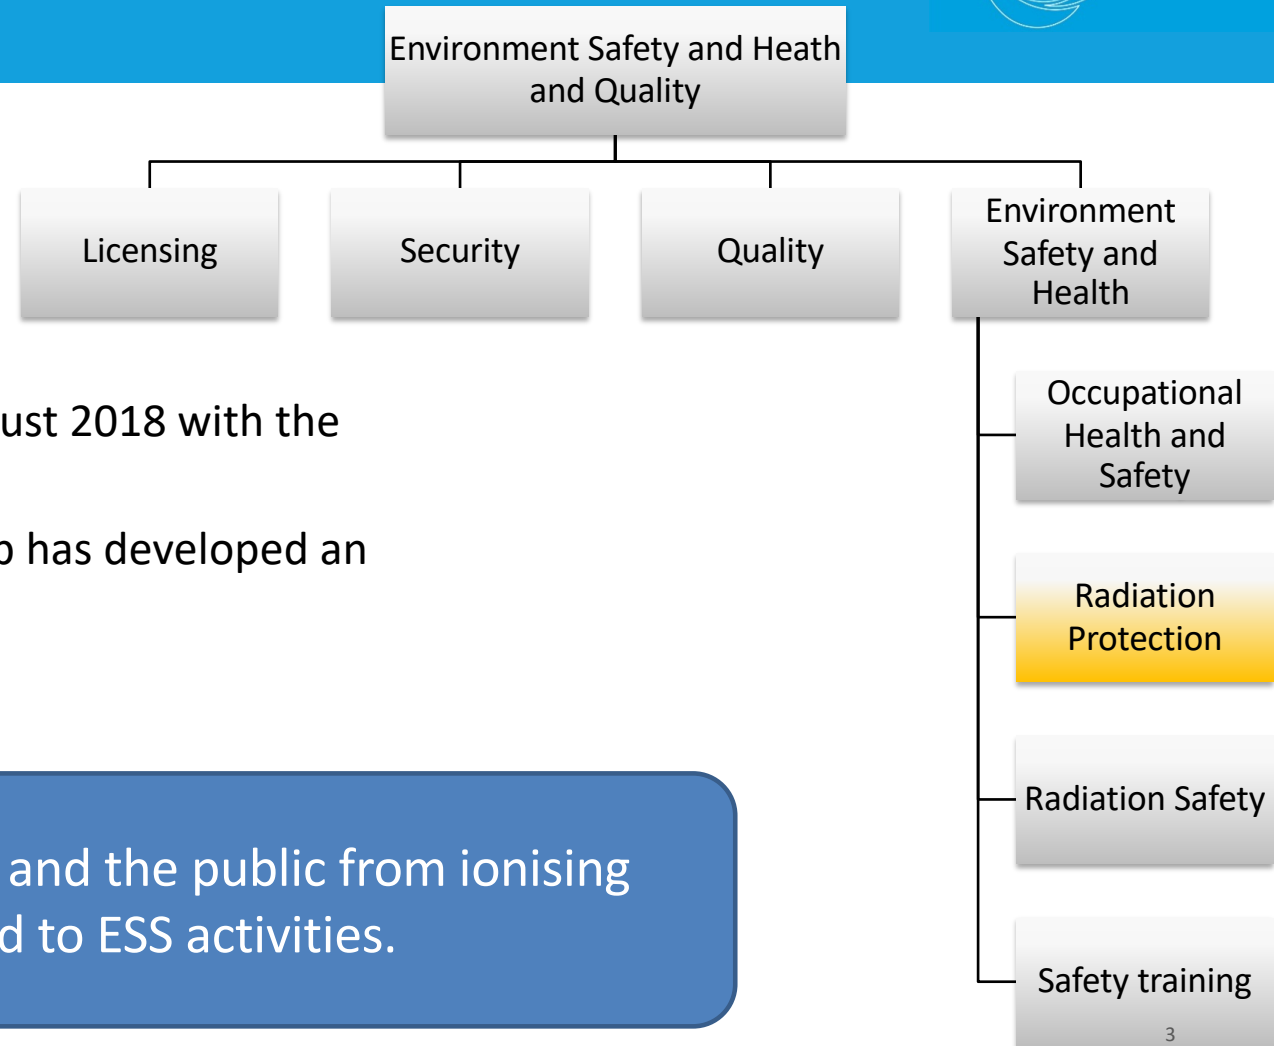 Environment Safety and Heath
and Quality
Licensing
Security
Quality
Environment
Safety and
Health
ust 2018 with the
has developed an
and the public from ionising
to ESS activities.
Occupational
Health and
Safety
Radiation
Protection
Radiation Safety
Safety training
3